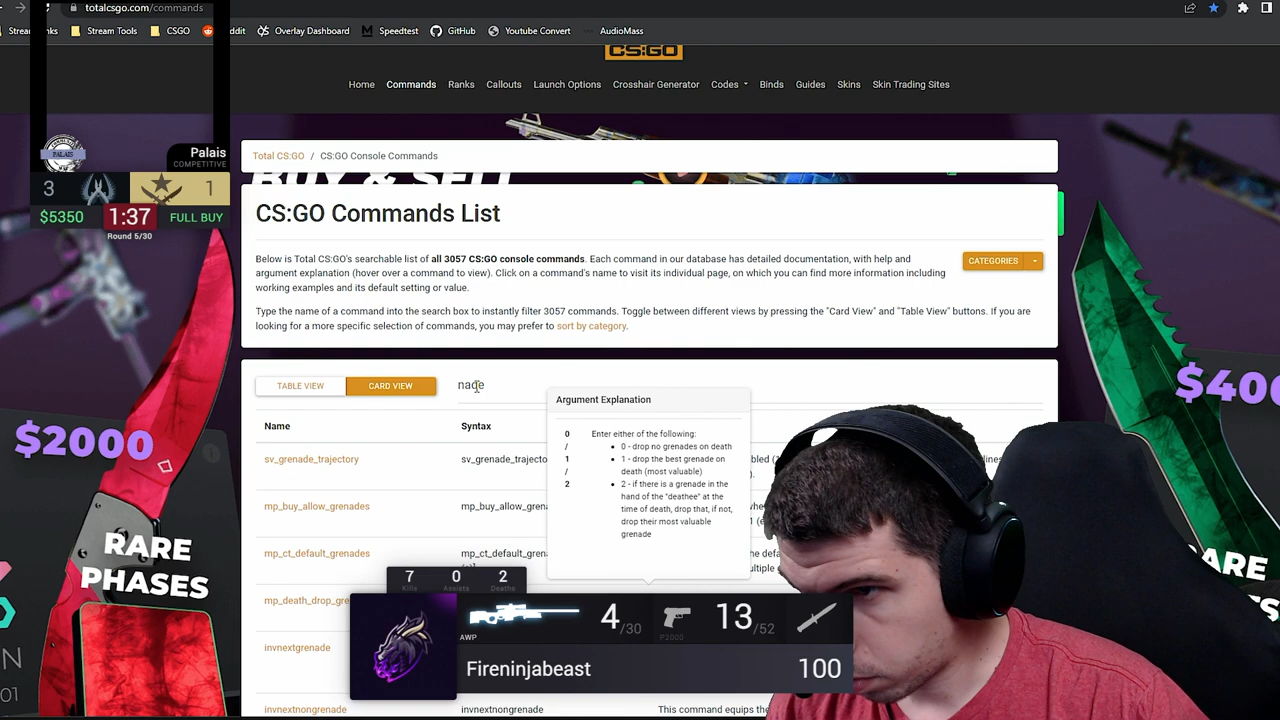 totalcsgo.com/commands
Stream Tools
CSGO
Overlay Dashboard
Speedtest
GitHub
Youtube Convert
AudioMass
CS:GO
Home
Commands
Ranks
Callouts
Launch Options
Crosshair Generator
Codes
Binds
Guides
Skins
Skin Trading Sites
PALAIS
Palais
COMPETITIVE
3
1
$5350
1:37
FULL BUY
Round 5/30
Total CS:GO / CS:GO Console Commands
BUY & SELL
CS:GO Commands List
Below is Total CS:GO's searchable list of all 3057 CS:GO console commands. Each command in our database has detailed documentation, with help and
argument explanation (hover over a command to view). Click on a command's name to visit its individual page, on which you can find more information including
working examples and its default setting or value.
CATEGORIES
Type the name of a command into the search box to instantly filter 3057 commands. Toggle between different views by pressing the "Card View" and "Table View" buttons. If you are
looking for a more specific selection of commands, you may prefer to sort by category.
TABLE VIEW
CARD VIEW
nade
Argument Explanation
0
/
1
/
2
Enter either of the following:
0 - drop no grenades on death
1 - drop the best grenade on
death (most valuable)
2 - if there is a grenade in the
hand of the "deathee" at the
time of death, drop that, if not,
drop their most valuable
grenade
Name
Syntax
sv_grenade_trajectory
sv_grenade_trajecto
mp_buy_allow_grenades
mp_buy_allow_gren
mp_ct_default_grenades
mp_ct_default_gren
mp_death_drop_gre
invnextgrenade
invnextnongrenade
invnextnongrenade
This command equips the
$2000
$400
RARE
PHASES
7
Kills
0
Assists
2
Deaths
AWP
4/30
P2000
13/52
Fireninjabeast
100